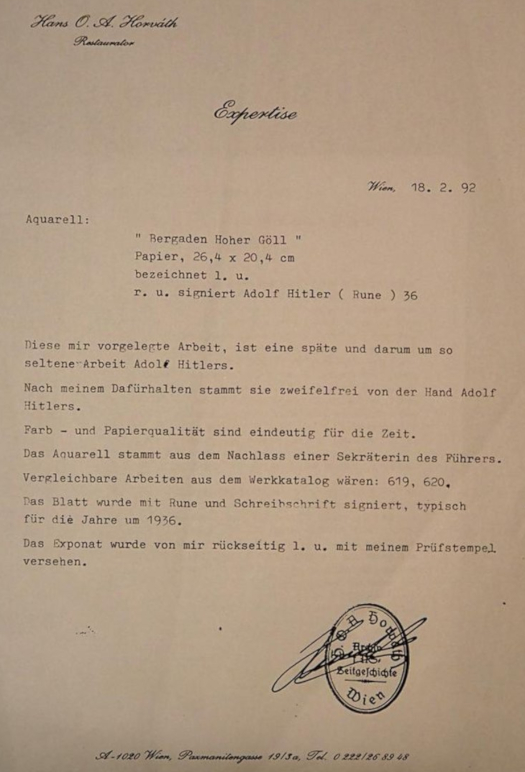 Hans O. A. Horváth
Restaurator
Expertise
Wien, 18. 2. 92
Aquarell:
" Bergaden Hoher Göll "
Papier, 26,4 x 20,4 cm
bezeichnet l. u.
r. u. signiert Adolf Hitler ( Rune ) 36
Diese mir vorgelegte Arbeit, ist eine späte und darum um so
seltene Arbeit Adolf Hitlers.
Nach meinem Dafürhalten stammt sie zweifelfrei von der Hand Adolf
Hitlers.
Farb - und Papierqualität sind eindeutig für die Zeit.
Das Aquarell stammt aus dem Nachlass einer Sekräterin des Führers.
Vergleichbare Arbeiten aus dem Werkkatalog wären: 619, 620.
Das Blatt wurde mit Rune und Schreibschrift signiert, typisch
für die Jahre um 1936.
Das Exponat wurde von mir rückseitig l. u. mit meinem Prüfstempel
versehen.
Zeitgeschichte
Wien
A-1020 Wien, Paxmanitengasse 19/3a, Tel. 0 222/26 89 48